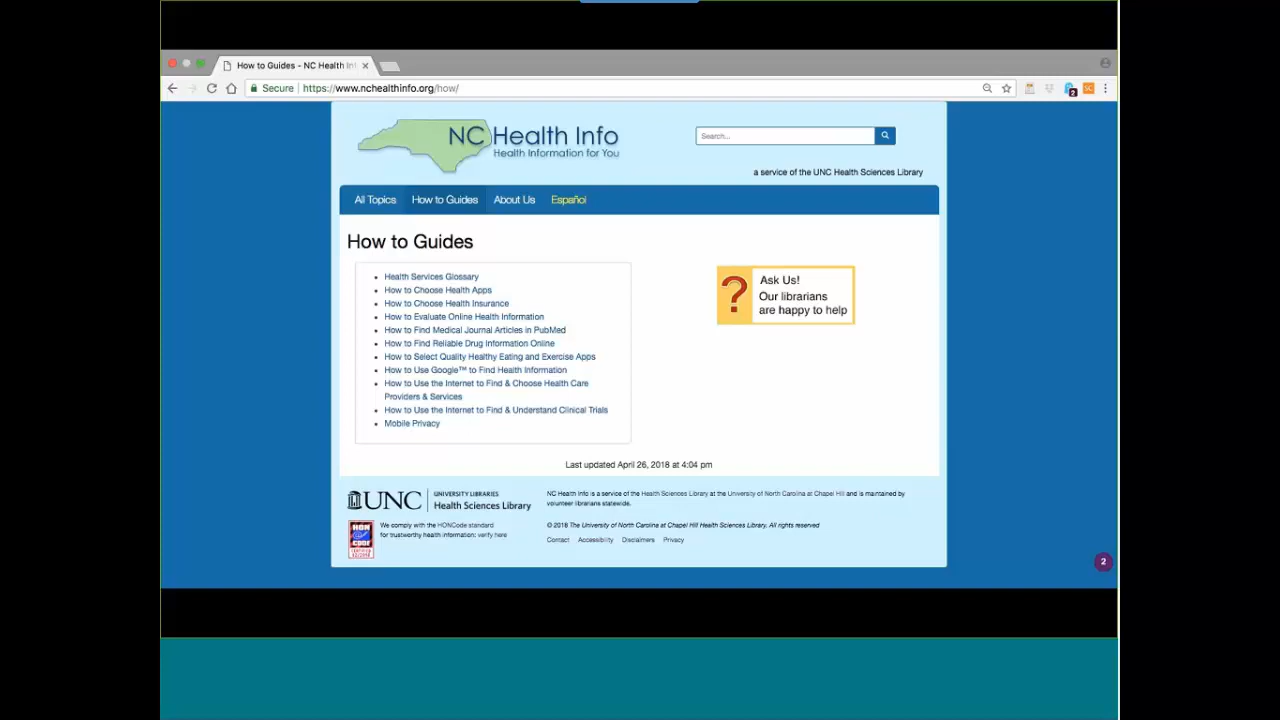 How to Guides - NC Health Inf
Secure | https://www.nchealthinfo.org/how/
2
NC Health Info
Health Information for You
Search...
a service of the UNC Health Sciences Library
All Topics How to Guides About Us Español
How to Guides
Health Services Glossary
How to Choose Health Apps
How to Choose Health Insurance
How to Evaluate Online Health Information
How to Find Medical Journal Articles in PubMed
How to Find Reliable Drug Information Online
How to Select Quality Healthy Eating and Exercise Apps
How to Use Google™ to Find Health Information
How to Use the Internet to Find & Choose Health Care
Providers & Services
How to Use the Internet to Find & Understand Clinical Trials
Mobile Privacy
?
Ask Us!
Our librarians
are happy to help
Last updated April 26, 2018 at 4:04 pm
UNC
UNIVERSITY LIBRARIES
Health Sciences Library
NC Health Info is a service of the Health Sciences Library at the University of North Carolina at Chapel Hill and is maintained by
volunteer librarians statewide.
HON
We comply with the HONCode standard
for trustworthy health information: verify here
© 2018 The University of North Carolina at Chapel Hill Health Sciences Library. All rights reserved
Contact Accessibility Disclaimers Privacy
2